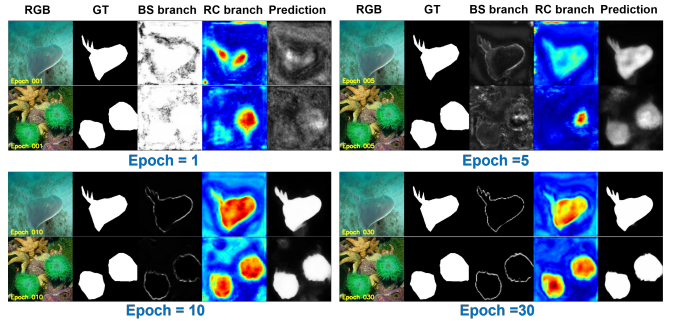 RGB GT BS branch RC branch Prediction
RGB GT BS branch RC branch Prediction
Epoch 001
Epoch 005
Epoch 001
Epoch 005
Epoch = 1
Epoch =5
Epoch 010
Epoch 030
Epoch 010
Epoch 030
Epoch = 10
Epoch =30